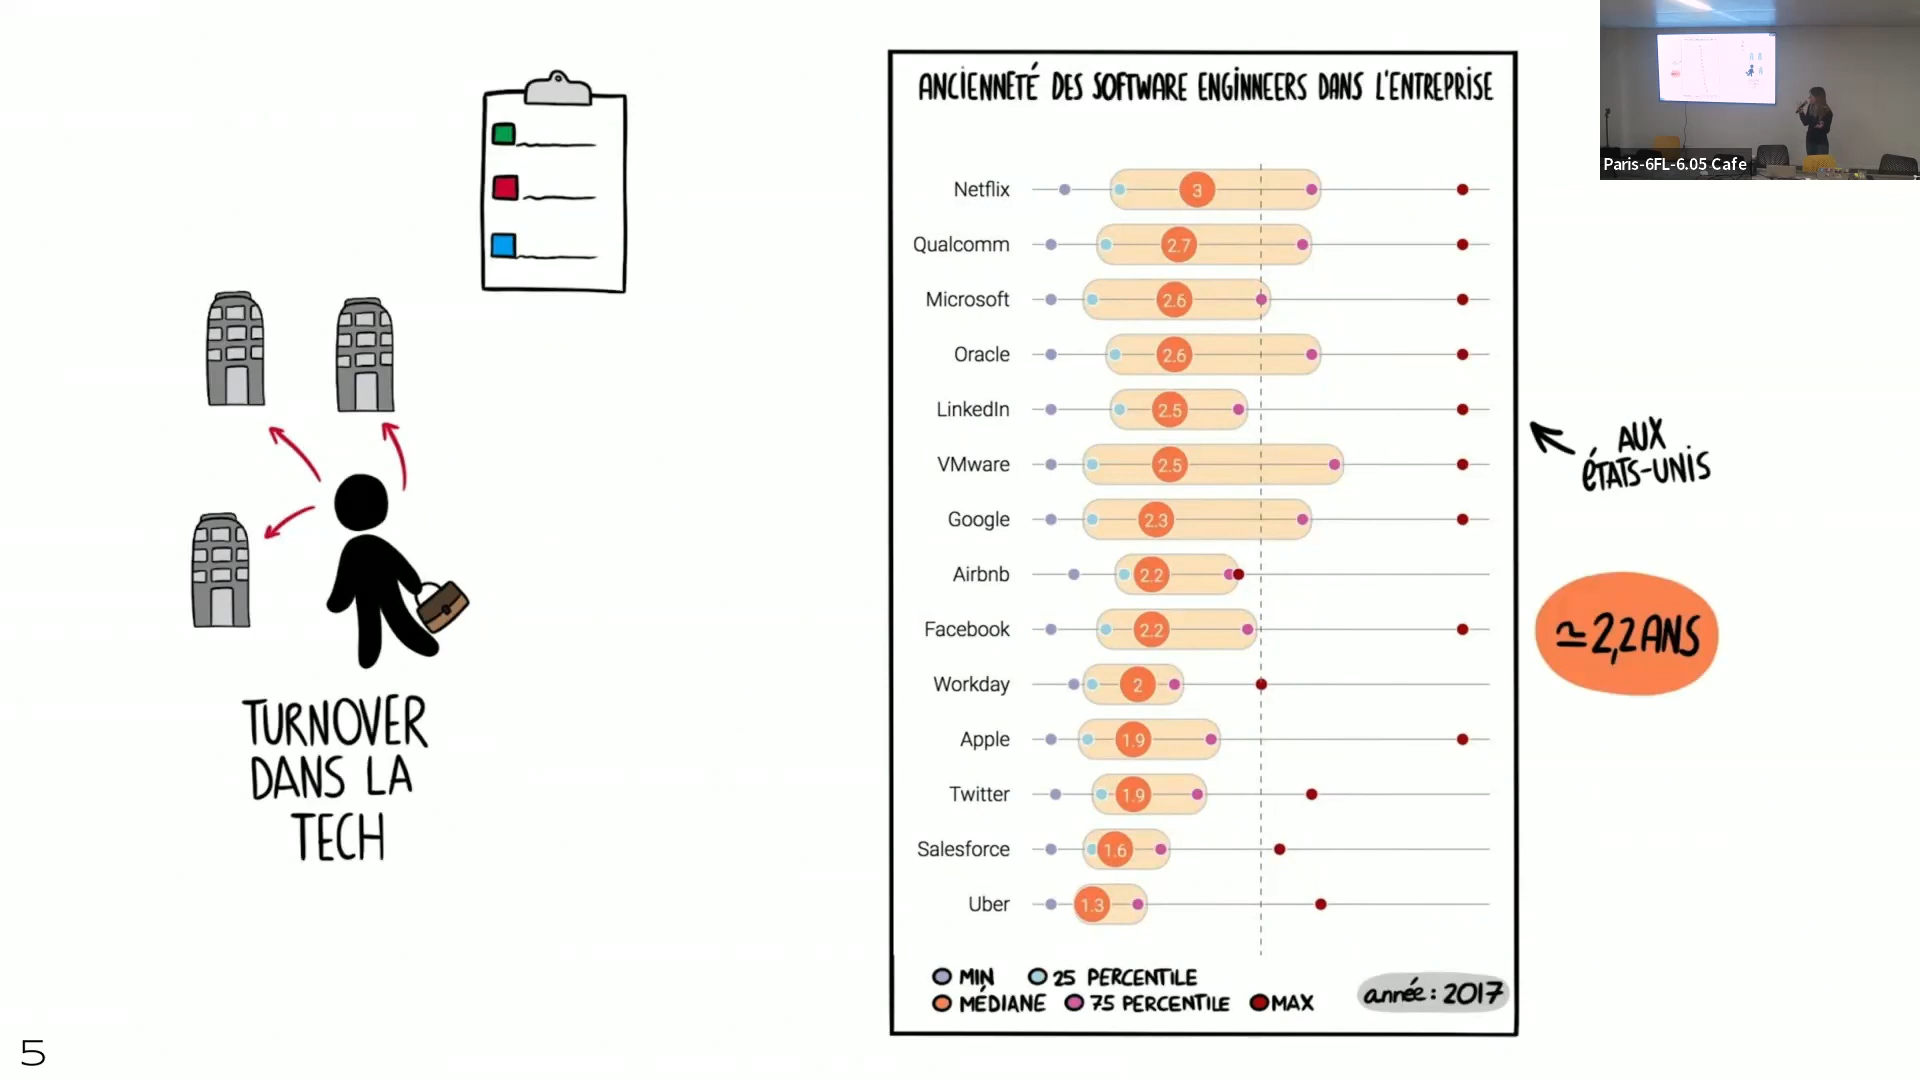 ANCIENNETÉ DES SOFTWARE ENGINNEERS DANS L'ENTREPRISE
Paris-6FL-6.05 Cafe
Netflix 3
Qualcomm 2.7
Microsoft 2.6
Oracle 2.6
LinkedIn 2.5
VMware 2.5
Google 2.3
Airbnb 2.2
Facebook 2.2
Workday 2
Apple 1.9
Twitter 1.9
Salesforce 1.6
Uber 1.3
MIN 25 PERCENTILE
MÉDIANE 75 PERCENTILE MAX
année : 2017
AUX
ÉTATS-UNIS
≃ 2,2 ANS
TURNOVER
DANS LA
TECH
5